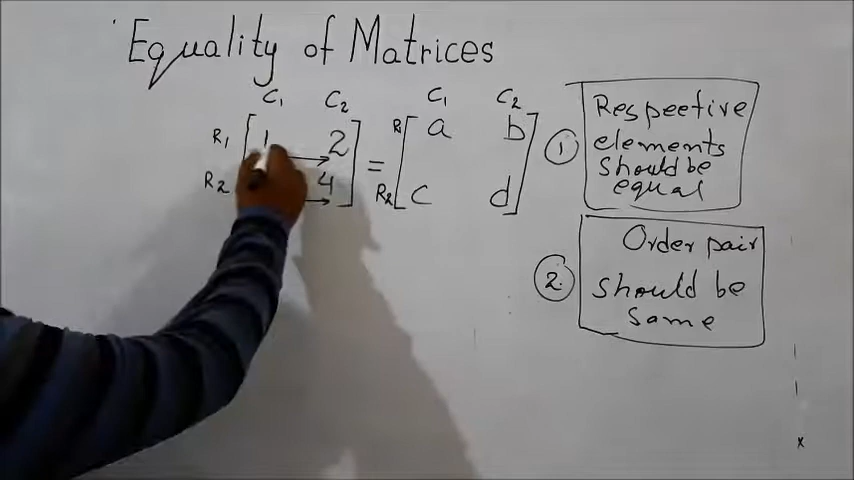 Equality of Matrices
C1 C2 C1 C2
R1 1 2 = R a b
R2 4 R2 c d
1 Respective
elements
should be
equal
2. Order pair
should be
same
x